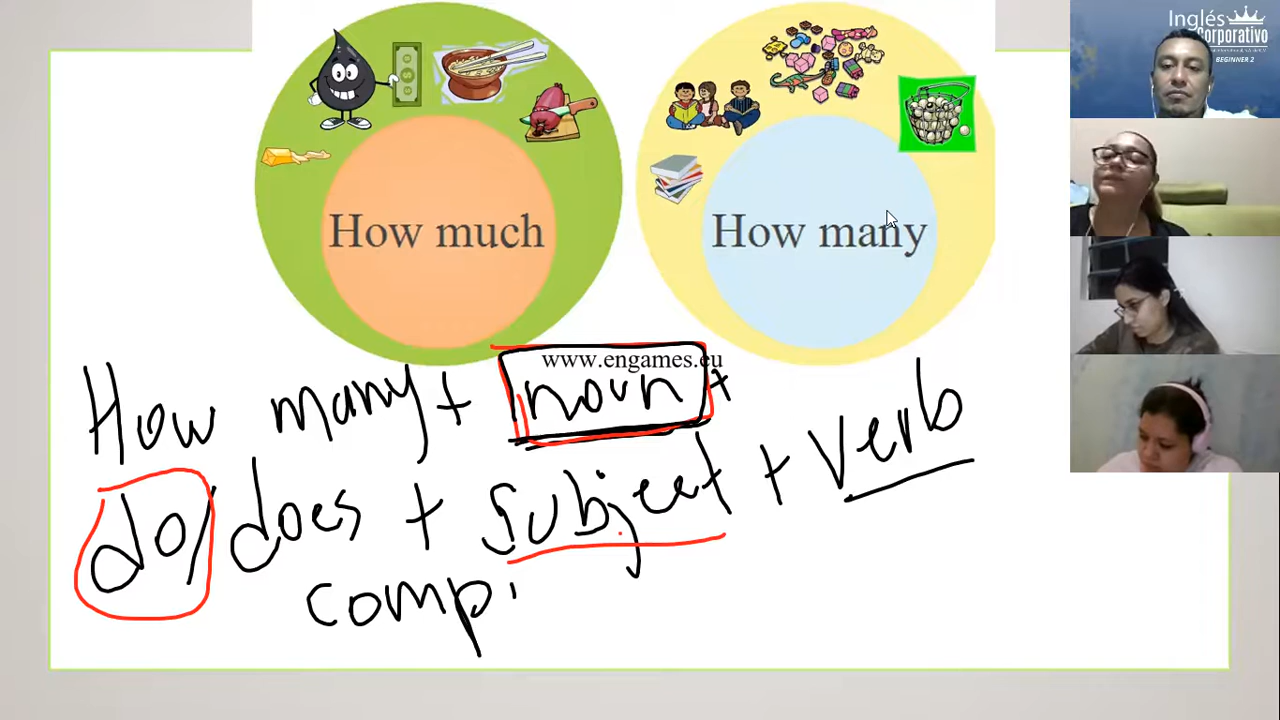 How much
How many
www.engames.eu
How many + noun +
do/does + subject + verb
comp.
Inglés
Corporativo
BEGINNER 2